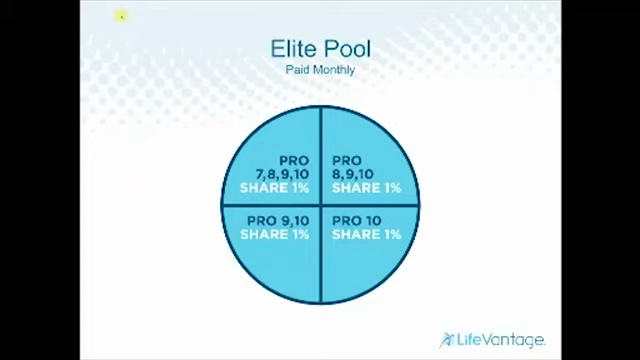 Elite Pool
Paid Monthly
PRO
7,8,9,10
SHARE 1%
PRO
8,9,10
SHARE 1%
PRO 9,10
SHARE 1%
PRO 10
SHARE 1%
LifeVantage.